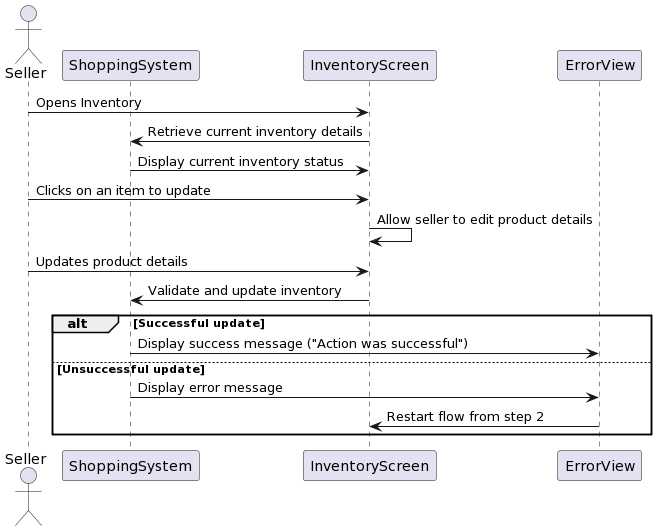 Seller
ShoppingSystem
InventoryScreen
ErrorView
Opens Inventory
Retrieve current inventory details
Display current inventory status
Clicks on an item to update
Allow seller to edit product details
Updates product details
Validate and update inventory
alt
[Successful update]
Display success message ("Action was successful")
[Unsuccessful update]
Display error message
Restart flow from step 2
Seller
ShoppingSystem
InventoryScreen
ErrorView